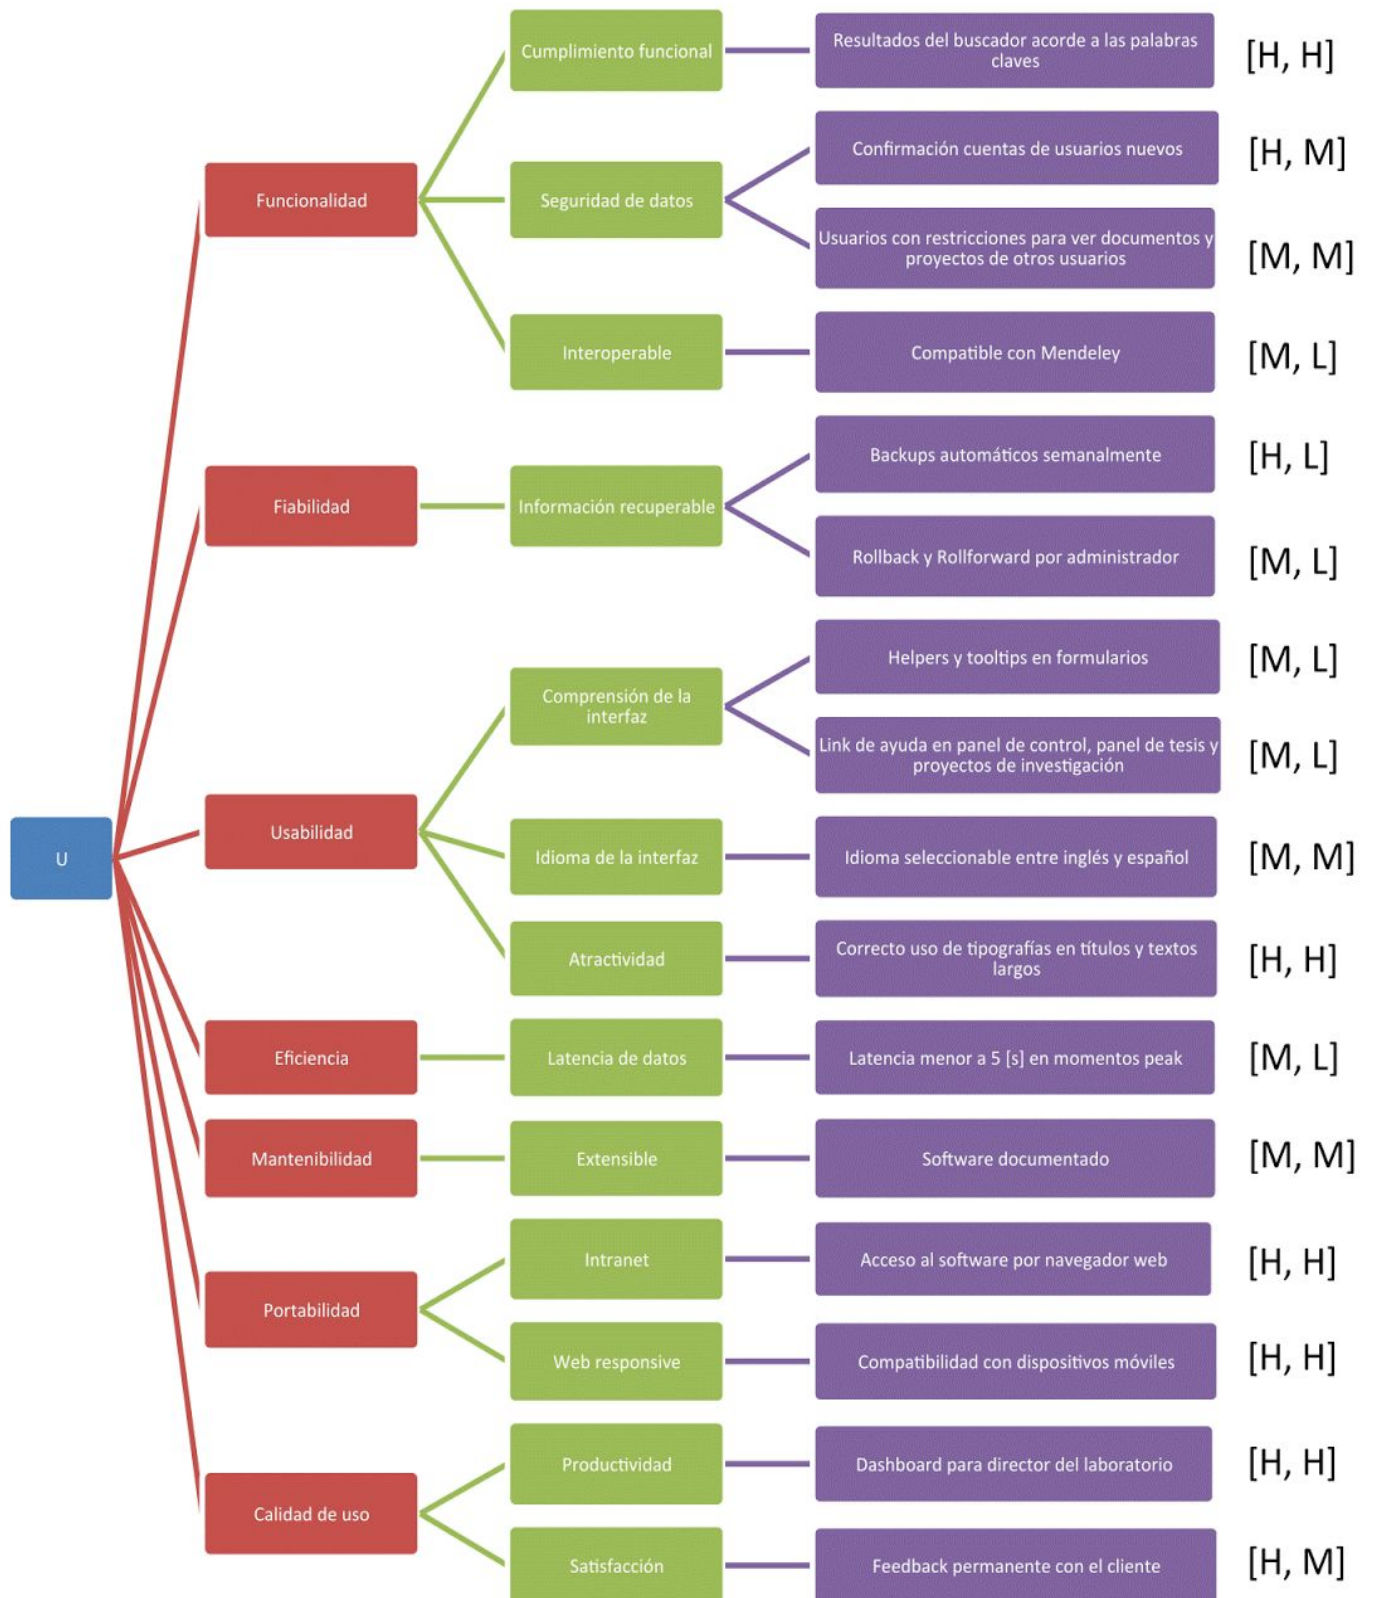 Cumplimiento funcional
Resultados del buscador acorde a las palabras
claves
[H, H]
Funcionalidad
Seguridad de datos
Confirmación cuentas de usuarios nuevos
[H, M]
Usuarios con restricciones para ver documentos y
proyectos de otros usuarios
[M, M]
Interoperable
Compatible con Mendeley
[M, L]
Fiabilidad
Información recuperable
Backups automáticos semanalmente
[H, L]
Rollback y Rollforward por administrador
[M, L]
U
Usabilidad
Comprensión de la
interfaz
Helpers y tooltips en formularios
[M, L]
Link de ayuda en panel de control, panel de tesis y
proyectos de investigación
[M, L]
Idioma de la interfaz
Idioma seleccionable entre inglés y español
[M, M]
Atractividad
Correcto uso de tipografías en títulos y textos
largos
[H, H]
Eficiencia
Latencia de datos
Latencia menor a 5 [s] en momentos peak
[M, L]
Mantenibilidad
Extensible
Software documentado
[M, M]
Portabilidad
Intranet
Acceso al software por navegador web
[H, H]
Web responsive
Compatibilidad con dispositivos móviles
[H, H]
Calidad de uso
Productividad
Dashboard para director del laboratorio
[H, H]
Satisfacción
Feedback permanente con el cliente
[H, M]